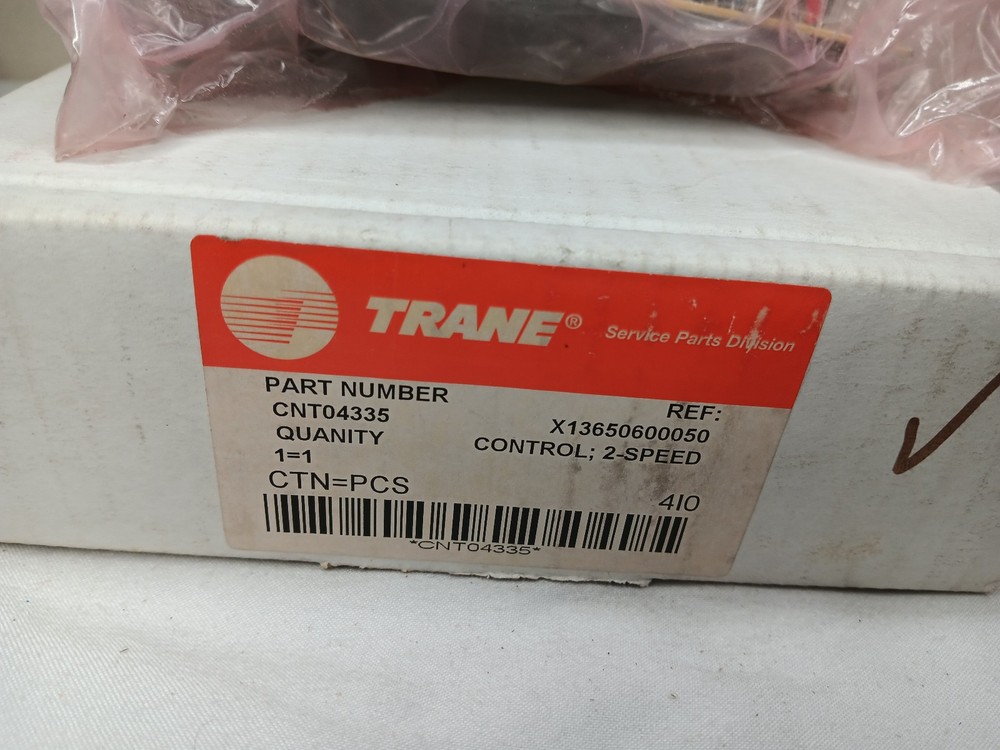 TRANE® Service Parts Division
PART NUMBER
CNT04335
QUANITY
1=1
CTN=PCS
REF:
X13650600050
CONTROL; 2-SPEED
4I0
*CNT04335*